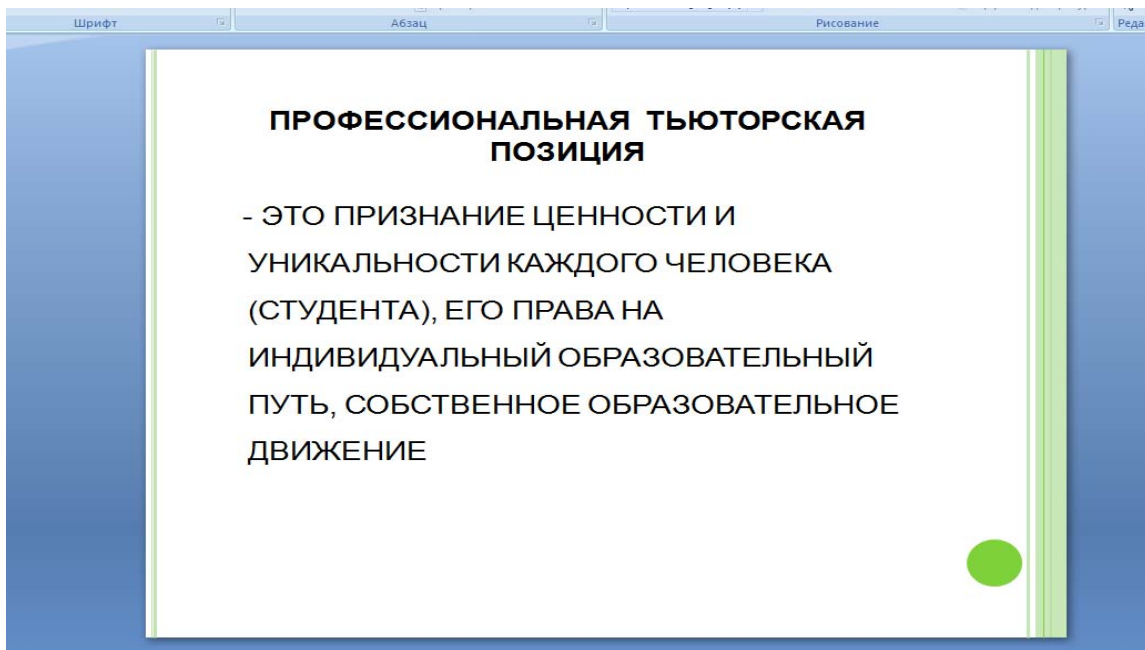 Шрифт Абзац Рисование Реда
ПРОФЕССИОНАЛЬНАЯ ТЬЮТОРСКАЯ
ПОЗИЦИЯ
- ЭТО ПРИЗНАНИЕ ЦЕННОСТИ И
УНИКАЛЬНОСТИ КАЖДОГО ЧЕЛОВЕКА
(СТУДЕНТА), ЕГО ПРАВА НА
ИНДИВИДУАЛЬНЫЙ ОБРАЗОВАТЕЛЬНЫЙ
ПУТЬ, СОБСТВЕННОЕ ОБРАЗОВАТЕЛЬНОЕ
ДВИЖЕНИЕ